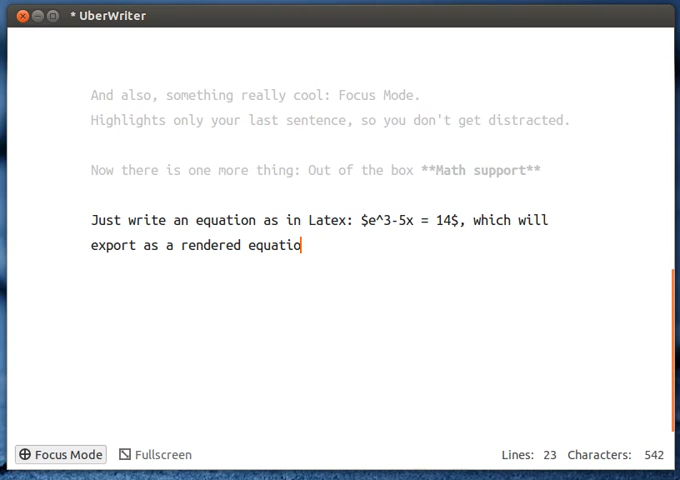 * UberWriter
And also, something really cool: Focus Mode.
Highlights only your last sentence, so you don't get distracted.
Now there is one more thing: Out of the box **Math support**
Just write an equation as in Latex: $e^3-5x = 14$, which will
export as a rendered equatio
Focus Mode Fullscreen Lines: 23 Characters: 542